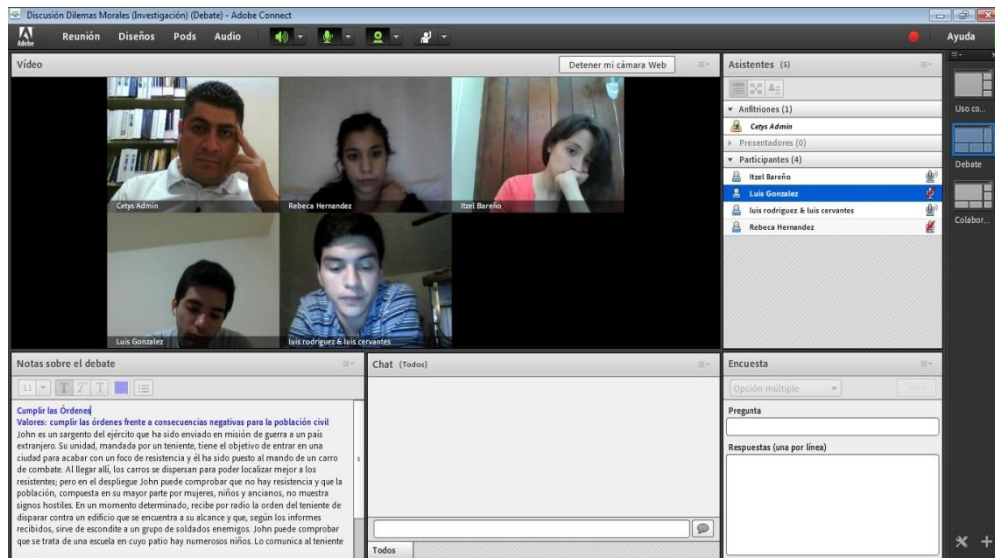 Discusión Dilemas Morales (Investigación) (Debate) - Adobe Connect
Adobe
Reunión Diseños Pods Audio
Ayuda
Vídeo
Detener mi cámara Web
Cetys Admin
Rebeca Hernandez
Itzel Bareño
Luis Gonzalez
luis rodriguez & luis cervantes
Asistentes (5)
Anfitriones (1)
Cetys Admin
Presentadores (0)
Participantes (4)
Itzel Bareño
Luis Gonzalez
luis rodriguez & luis cervantes
Rebeca Hernandez
Uso co...
Debate
Colabor...
Notas sobre el debate
11
Cumplir las Órdenes
Valores: cumplir las órdenes frente a consecuencias negativas para la población civil
John es un sargento del ejército que ha sido enviado en misión de guerra a un país
extranjero. Su unidad, mandada por un teniente, tiene el objetivo de entrar en una
ciudad para acabar con un foco de resistencia y él ha sido puesto al mando de un carro
de combate. Al llegar allí, los carros se dispersan para poder localizar mejor a los
resistentes; pero en el despliegue John puede comprobar que no hay resistencia y que la
población, compuesta en su mayor parte por mujeres, niños y ancianos, no muestra
signos hostiles. En un momento determinado, recibe por radio la orden del teniente de
disparar contra un edificio que se encuentra a su alcance y que, según los informes
recibidos, sirve de escondite a un grupo de soldados enemigos. John puede comprobar
que se trata de una escuela en cuyo patio hay numerosos niños. Lo comunica al teniente
Chat (Todos)
Todos
Encuesta
Opción múltiple
Pregunta
Respuestas (una por línea)